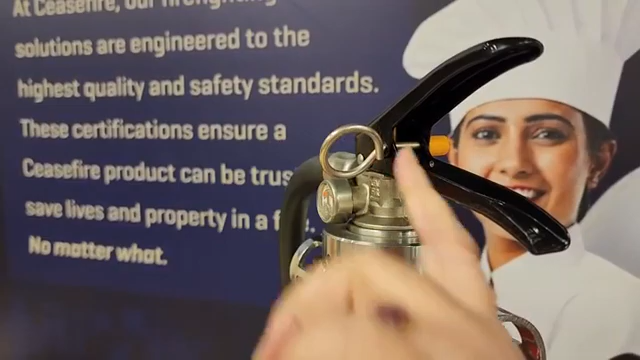 At Ceasefire, our firefighting
solutions are engineered to the
highest quality and safety standards.
These certifications ensure a
Ceasefire product can be
save lives and property in a
No matter what.